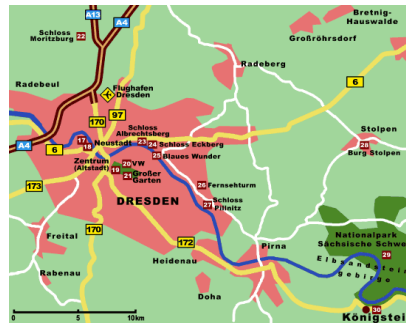 A13
A4
Bretnig-
Hauswalde
Schloss
Moritzburg 22
Großröhrsdorf
Radeberg
Radebeul
Flughafen
Dresden
6
97
170
Stolpen
Schloss
Albrechtsberg
17
18
Neustadt
23
24 Schloss Eckberg
28
A4
6
25 Blaues Wunder
Burg Stolpen
Zentrum
(Altstadt)
20 VW
19
21 Großer
Garten
173
26 Fernsehturm
DRESDEN
27 Schloss
Pillnitz
Freital
170
172
Nationalpark
Sächsische Schwe
Pirna
29
Heidenau
Elbsandstein
gebirge
Rabenau
Doha
30
Königstei
0 5 10km